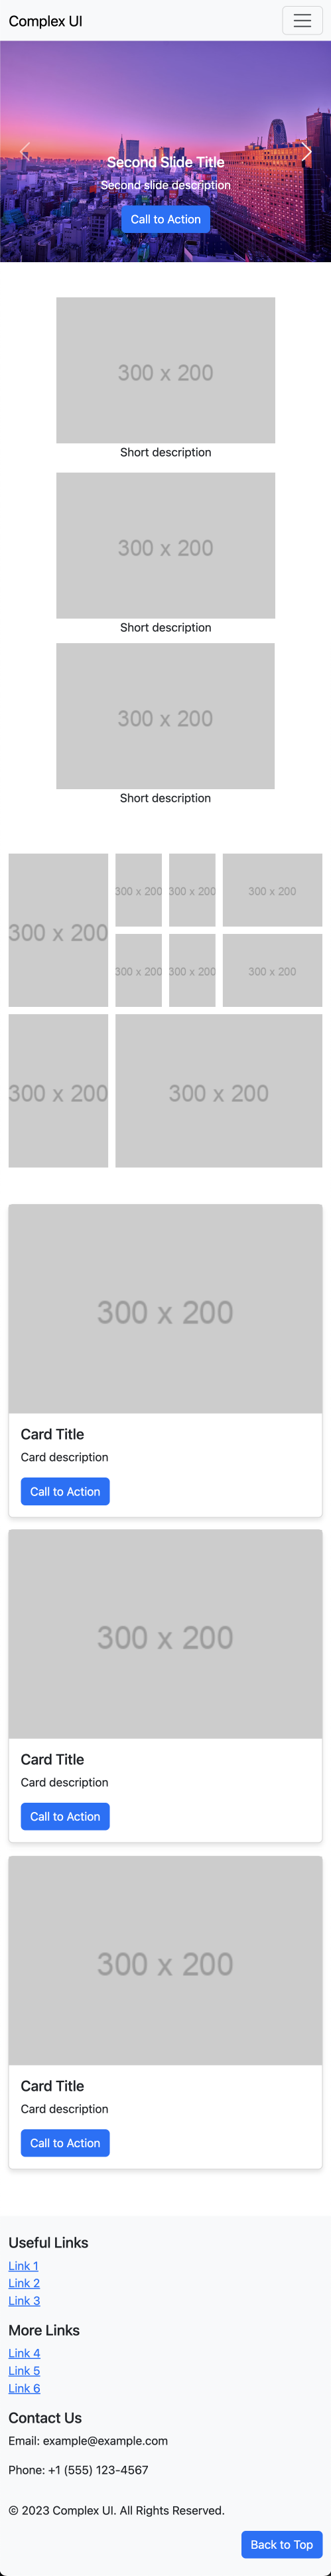 Complex UI
Second Slide Title
Second slide description
Call to Action
300 x 200
Short description
300 x 200
Short description
300 x 200
Short description
300 x 200
300 x 200
300 x 200
300 x 200
300 x 200
300 x 200
300 x 200
300 x 200
300 x 200
300 x 200
Card Title
Card description
Call to Action
300 x 200
Card Title
Card description
Call to Action
300 x 200
Card Title
Card description
Call to Action
Useful Links
Link 1
Link 2
Link 3
More Links
Link 4
Link 5
Link 6
Contact Us
Email: example@example.com
Phone: +1 (555) 123-4567
© 2023 Complex UI. All Rights Reserved.
Back to Top